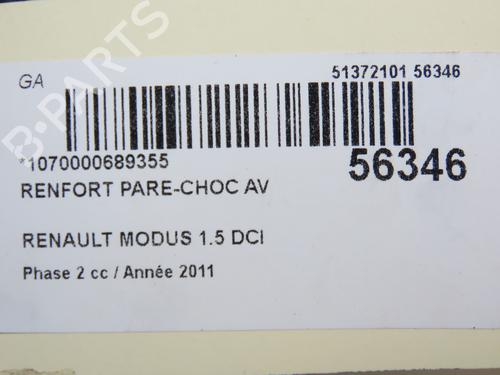 GA
51372101 56346
*1070000689355
56346
RENFORT PARE-CHOC AV
RENAULT MODUS 1.5 DCI
Phase 2 cc / Année 2011
B-PARTS